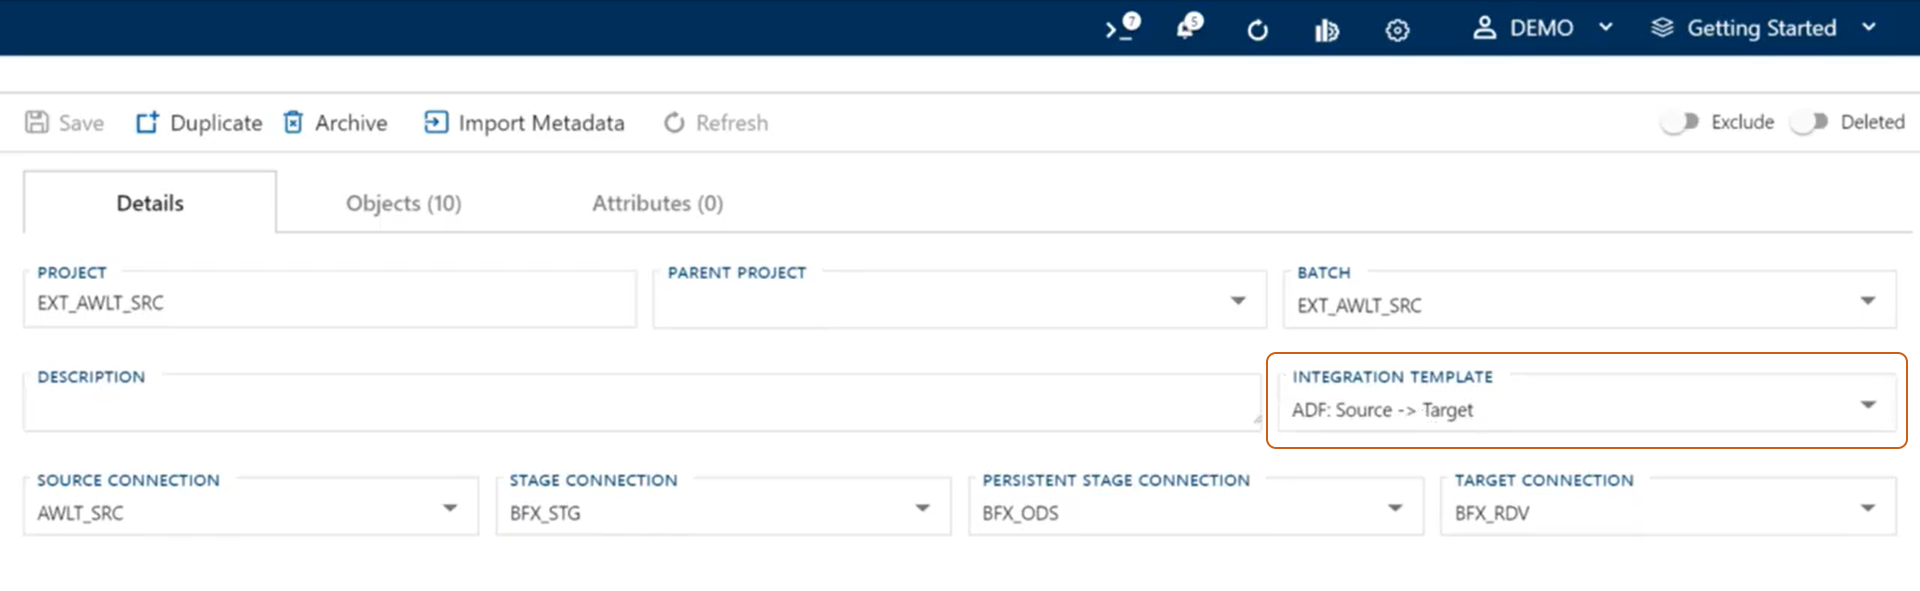 7 5 DEMO Getting Started
Save Duplicate Archive Import Metadata Refresh Exclude Deleted
Details Objects (10) Attributes (0)
PROJECT PARENT PROJECT BATCH
EXT_AWLT_SRC EXT_AWLT_SRC
DESCRIPTION INTEGRATION TEMPLATE
ADF: Source -> Target
SOURCE CONNECTION STAGE CONNECTION PERSISTENT STAGE CONNECTION TARGET CONNECTION
AWLT_SRC BFX_STG BFX_ODS BFX_RDV